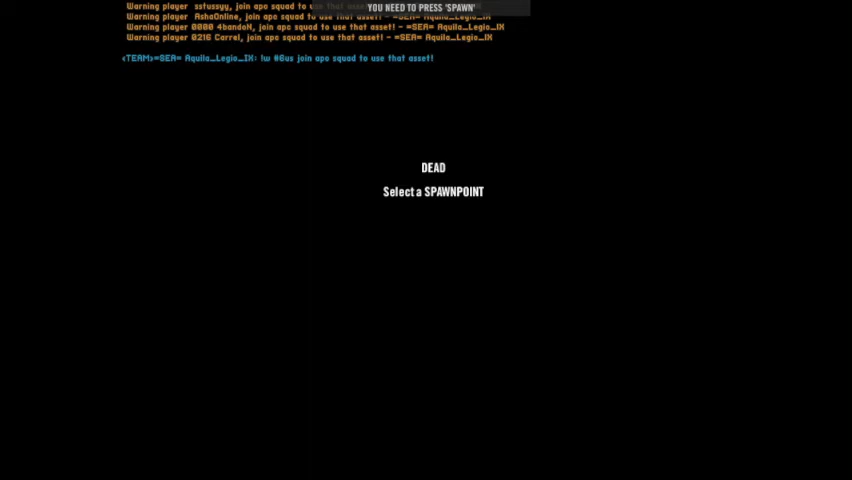 Warning player sstussyy, join apc squad to us
YOU NEED TO PRESS 'SPAWN'
Warning player AshaOnline, join apc squad to use that asset! - =SEA= Aquila_Legio_IX
Warning player 0000 4bandoN, join apc squad to use that asset! - =SEA= Aquila_Legio_IX
Warning player 0216 Carrel, join apc squad to use that asset! - =SEA= Aquila_Legio_IX
<TEAM>=SEA= Aquila_Legio_IX: !w #6us join apc squad to use that asset!
DEAD
Select a SPAWNPOINT